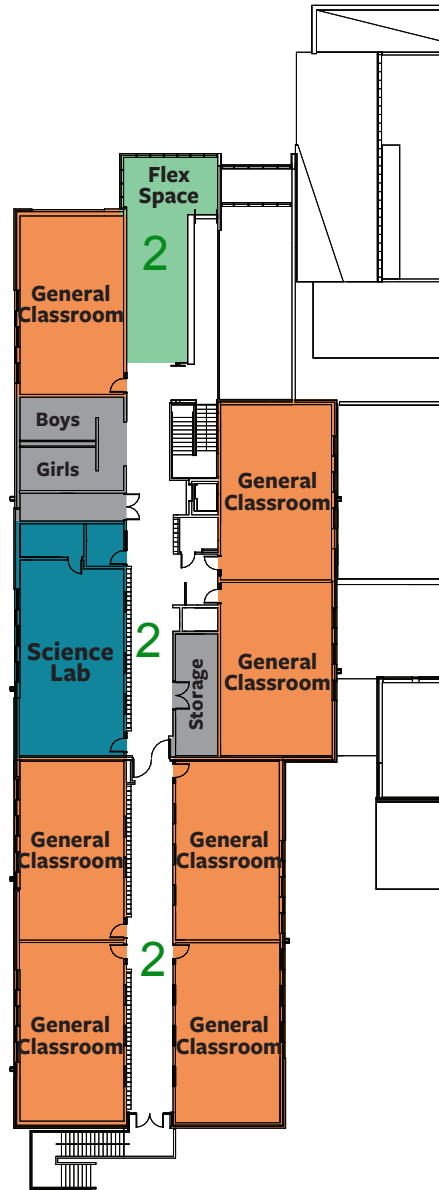 Flex
Space
2
General
Classroom
Boys
Girls
General
Classroom
Science
Lab
2
General
Classroom
Storage
General
Classroom
General
Classroom
2
General
Classroom
General
Classroom